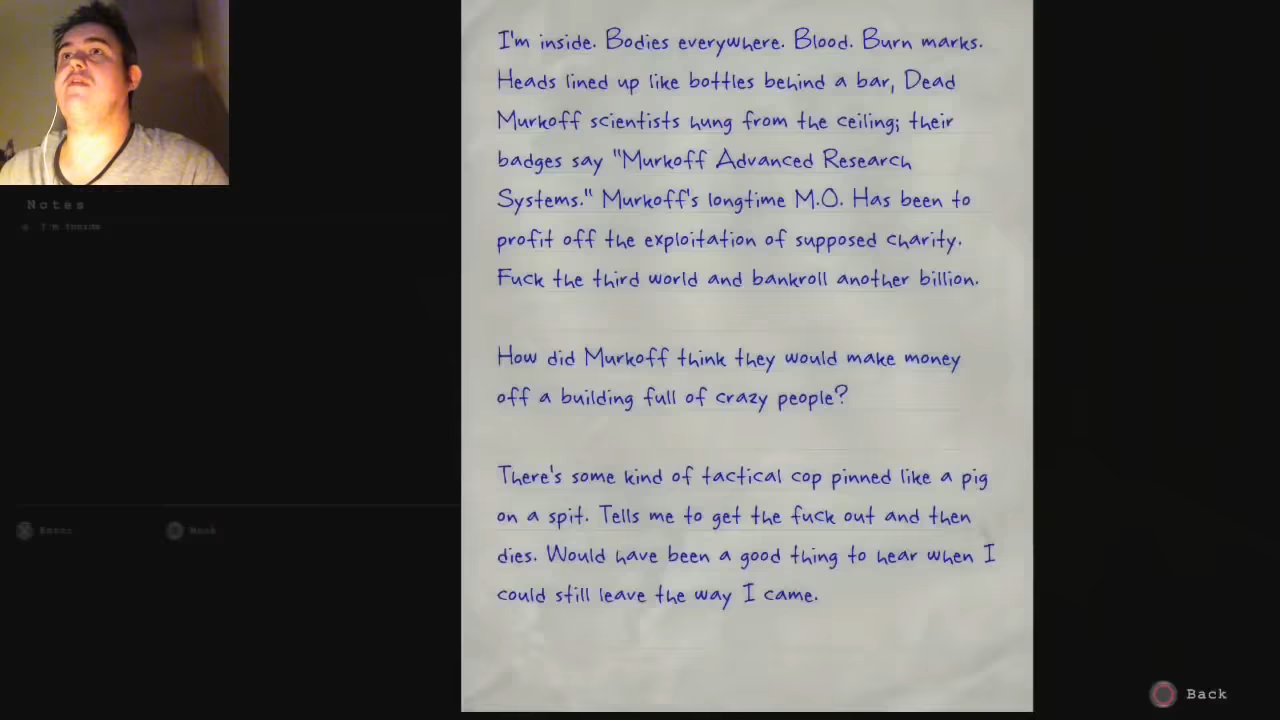 I'm inside. Bodies everywhere. Blood. Burn marks.
Heads lined up like bottles behind a bar, Dead
Murkoff scientists hung from the ceiling; their
badges say "Murkoff Advanced Research
Systems." Murkoff's longtime M.O. Has been to
profit off the exploitation of supposed charity.
Fuck the third world and bankroll another billion.
How did Murkoff think they would make money
off a building full of crazy people?
There's some kind of tactical cop pinned like a pig
on a spit. Tells me to get the fuck out and then
dies. Would have been a good thing to hear when I
could still leave the way I came.
Notes
I'm inside
Back